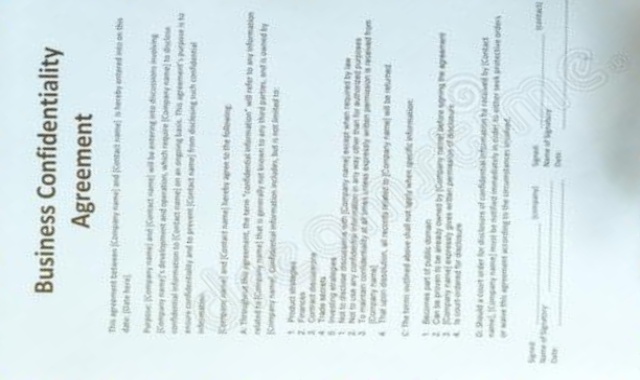 Business Confidentiality
Agreement
This agreement between [Company name] and [Contact name] is hereby entered into on this
date: [Date here].
Purpose: [Company name] and [Contact name] will be entering into discussions involving
[Company name]'s development and operation, which require [Company name] to disclose
confidential information to [Contact name] on an ongoing basis. This agreement's purpose is to
ensure confidentiality and to prevent [Contact name] from disclosing such confidential
information.
[Company name] and [Contact name] hereby agree to the following:
A: Throughout this agreement, the term "confidential information" will refer to any information
related to [Company name] that is generally not known to any third parties, and is owned by
[Company name]. Confidential information includes, but is not limited to:
1. Product strategies
2. Finances
3. Contract discussions
4. Trade secrets
5. Investing strategies
1. Not to disclose discussions with [Company name] except when required by law
2. Not to use any confidential information in any way other than for authorized purposes
3. To maintain confidentiality at all times unless expressly written permission is received from
[Company name]
4. That upon dissolution, all records related to [Company name] will be returned
C: The terms outlined above shall not apply when specific information:
1. Becomes part of public domain
2. Can be proven to be already owned by [Company name] before signing the agreement
3. [Company name] expressly gives written permission of disclosure
4. Is court-ordered for disclosure
D: Should a court order for disclosure of confidential information be received by [Contact
name], [Company name] must be notified immediately in order to either seek protective orders
or waive this agreement according to the circumstances involved.
Signed: (company) Signed: (contact)
Name of Signatory: Name of Signatory:
Date: Date:
dreamstime